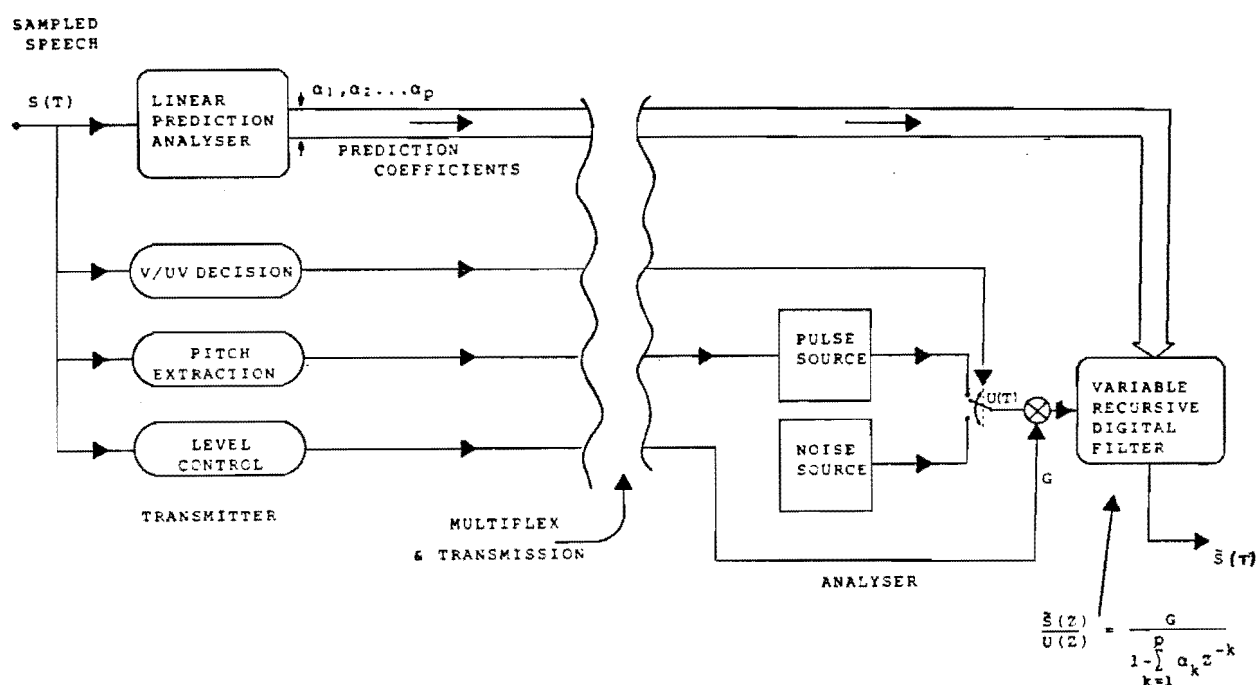 SAMPLED
SPEECH
S(T)
LINEAR
PREDICTION
ANALYSER
α1,α2...αp
PREDICTION
COEFFICIENTS
V/UV DECISION
PITCH
EXTRACTION
LEVEL
CONTROL
TRANSMITTER
MULTIPLEX
& TRANSMISSION
PULSE
SOURCE
NOISE
SOURCE
U(T)
G
ANALYSER
VARIABLE
RECURSIVE
DIGITAL
FILTER
S̃(T)
S̃(Z)/U(Z) = G/(1-∑_{k=1}^{p} α_k z^{-k})